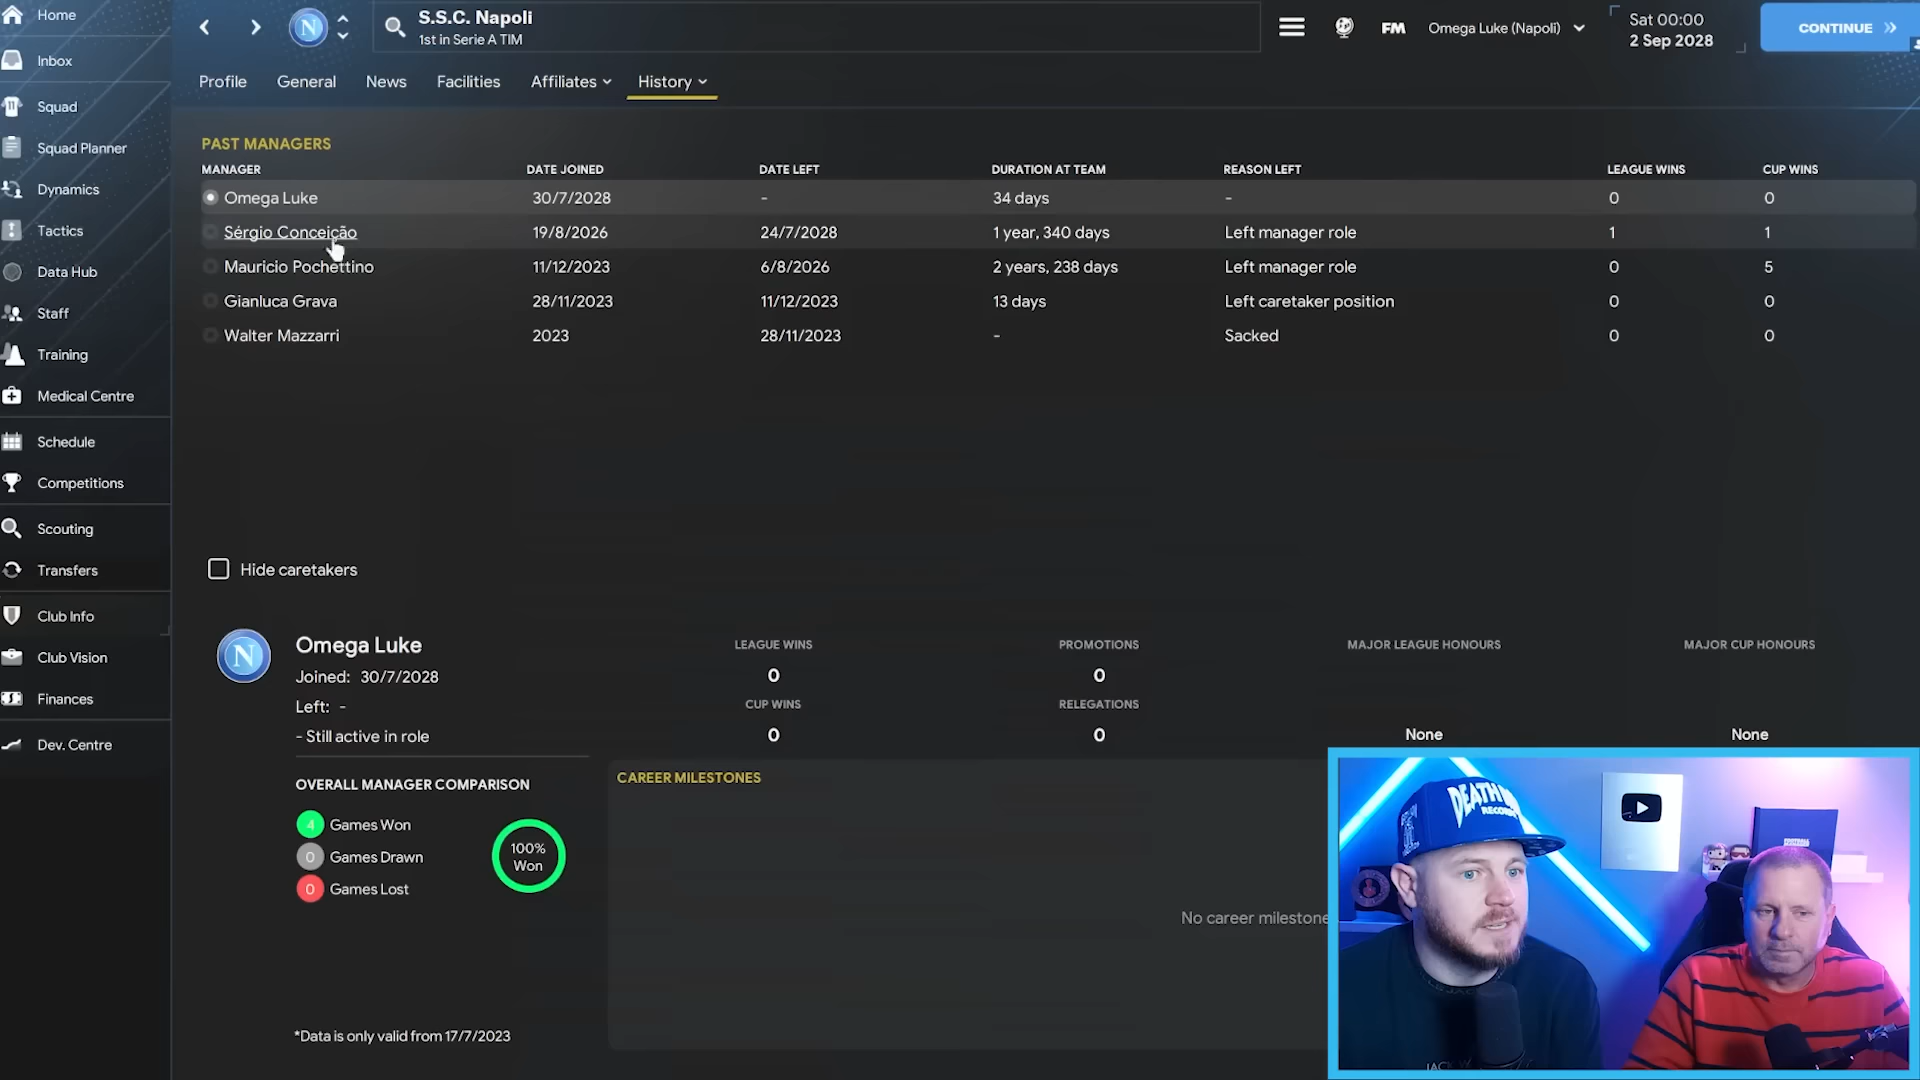 Home
Inbox
Squad
Squad Planner
Dynamics
Tactics
Data Hub
Staff
Training
Medical Centre
Schedule
Competitions
Scouting
Transfers
Club Info
Club Vision
Finances
Dev. Centre
N
S.S.C. Napoli
1st in Serie A TIM
FM
Omega Luke (Napoli)
Sat 00:00
2 Sep 2028
CONTINUE
Profile General News Facilities Affiliates History
PAST MANAGERS
MANAGER DATE JOINED DATE LEFT DURATION AT TEAM REASON LEFT LEAGUE WINS CUP WINS
Omega Luke 30/7/2028 - 34 days - 0 0
Sérgio Conceição 19/8/2026 24/7/2028 1 year, 340 days Left manager role 1 1
Mauricio Pochettino 11/12/2023 6/8/2026 2 years, 238 days Left manager role 0 5
Gianluca Grava 28/11/2023 11/12/2023 13 days Left caretaker position 0 0
Walter Mazzarri 2023 28/11/2023 - Sacked 0 0
Hide caretakers
N
Omega Luke
Joined: 30/7/2028
Left: -
- Still active in role
LEAGUE WINS
0
CUP WINS
0
PROMOTIONS
0
RELEGATIONS
0
MAJOR LEAGUE HONOURS
None
MAJOR CUP HONOURS
None
OVERALL MANAGER COMPARISON
4 Games Won
0 Games Drawn
0 Games Lost
100%
Won
CAREER MILESTONES
No career milestone
*Data is only valid from 17/7/2023
DEATH